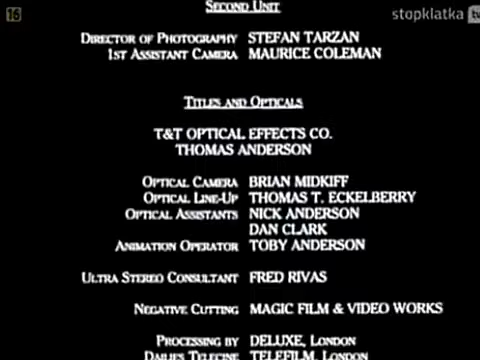 16
stopklatka tv
SECOND UNIT
DIRECTOR OF PHOTOGRAPHY STEFAN TARZAN
1ST ASSISTANT CAMERA MAURICE COLEMAN
TITLES AND OPTICALS
T&T OPTICAL EFFECTS CO.
THOMAS ANDERSON
OPTICAL CAMERA BRIAN MIDKIFF
OPTICAL LINE-UP THOMAS T. ECKELBERRY
OPTICAL ASSISTANTS NICK ANDERSON
DAN CLARK
ANIMATION OPERATOR TOBY ANDERSON
ULTRA STEREO CONSULTANT FRED RIVAS
NEGATIVE CUTTING MAGIC FILM & VIDEO WORKS
PROCESSING BY DELUXE, LONDON
DAILIES TELECINE TELEFILM, LONDON